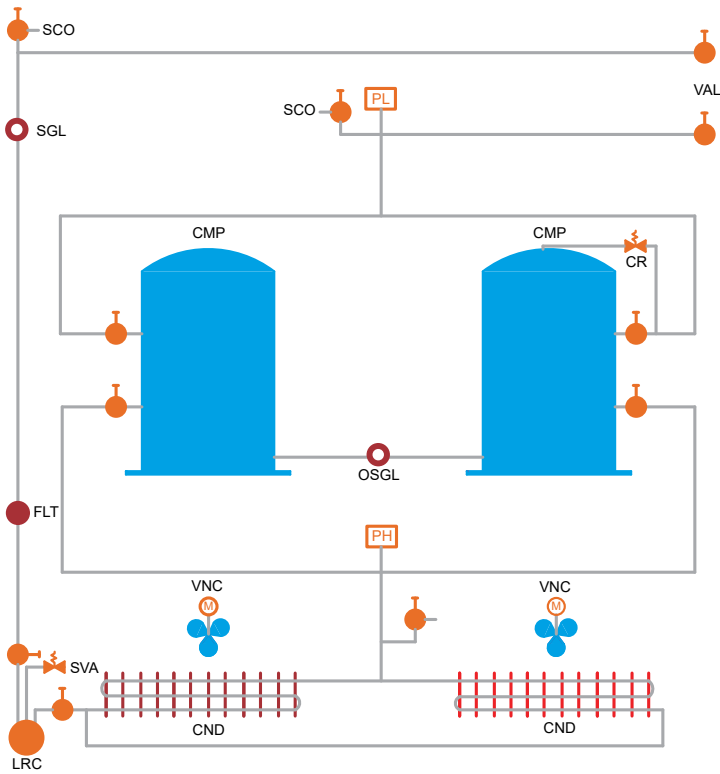 SCO
VAL
SCO
PL
SGL
CMP
CMP
CR
OSGL
FLT
PH
VNC
M
VNC
M
SVA
CND
CND
LRC